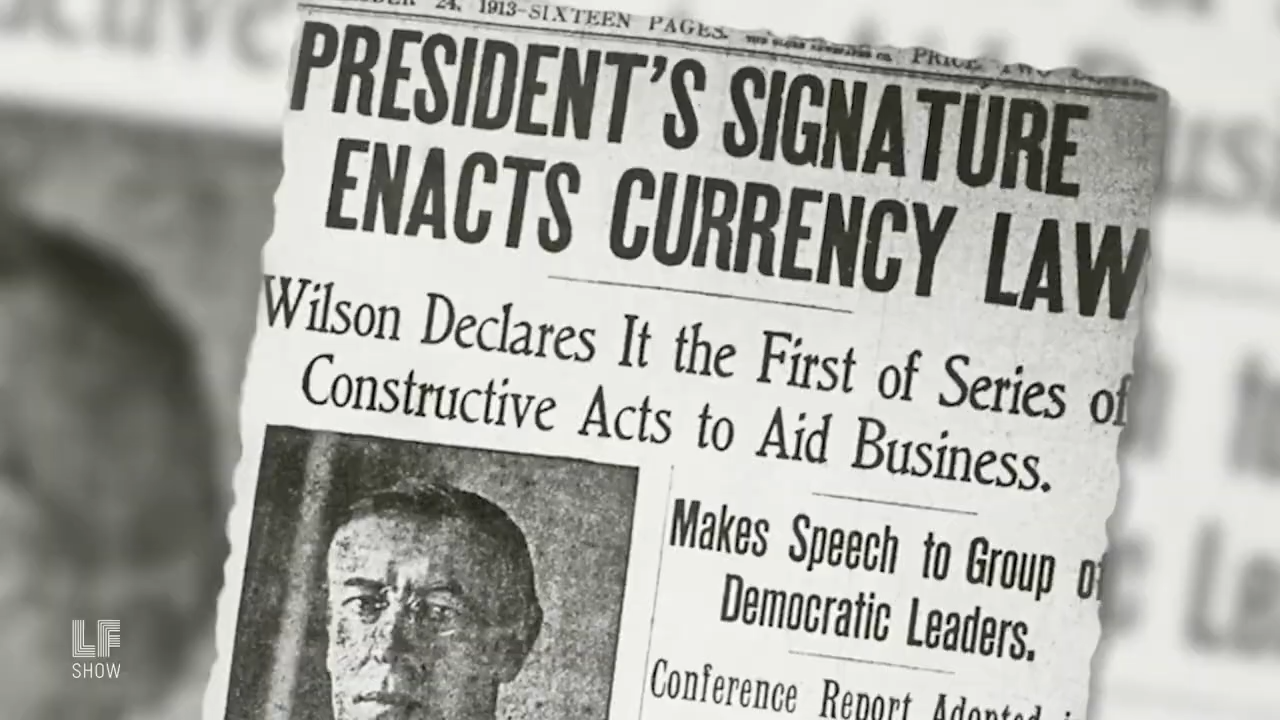 24, 1913-SIXTEEN PAGES.
PRICE TWO
PRESIDENT'S SIGNATURE
ENACTS CURRENCY LAW
Wilson Declares It the First of Series of
Constructive Acts to Aid Business.
Makes Speech to Group of
Democratic Leaders.
Conference Report Adopted
LF
SHOW